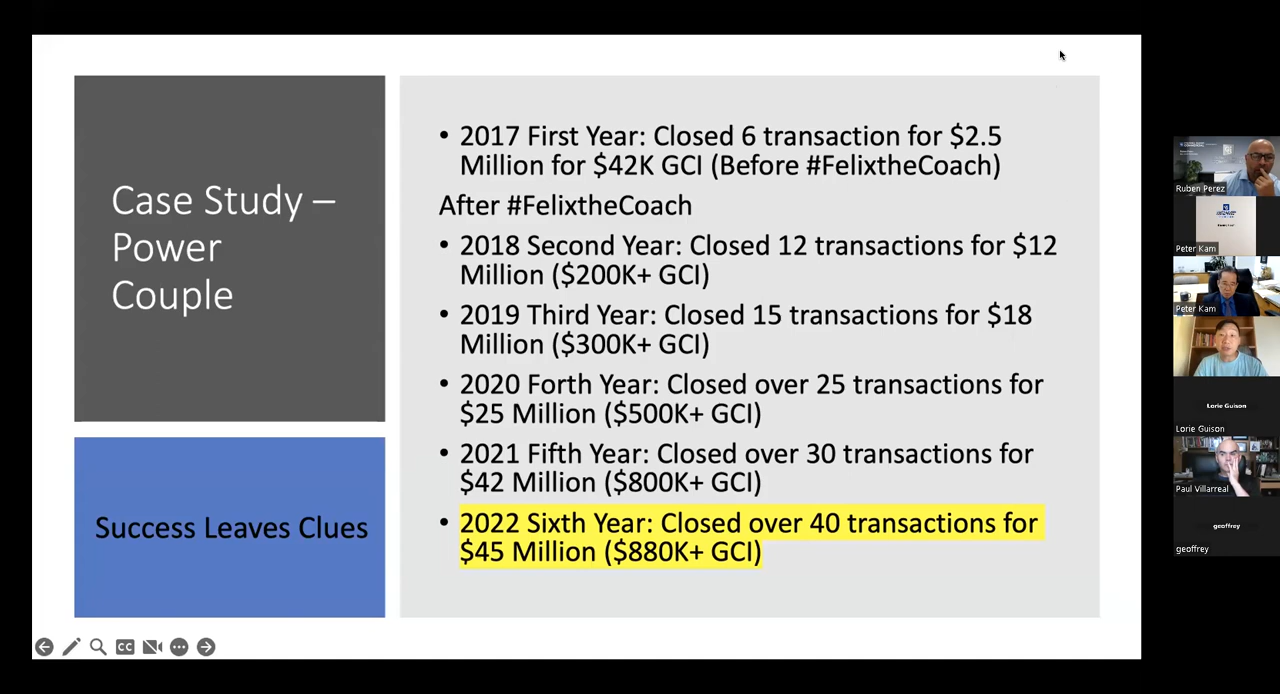 Case Study –
Power
Couple
Success Leaves Clues
• 2017 First Year: Closed 6 transaction for $2.5
Million for $42K GCI (Before #FelixtheCoach)
After #FelixtheCoach
• 2018 Second Year: Closed 12 transactions for $12
Million ($200K+ GCI)
• 2019 Third Year: Closed 15 transactions for $18
Million ($300K+ GCI)
• 2020 Forth Year: Closed over 25 transactions for
$25 Million ($500K+ GCI)
• 2021 Fifth Year: Closed over 30 transactions for
$42 Million ($800K+ GCI)
• 2022 Sixth Year: Closed over 40 transactions for
$45 Million ($880K+ GCI)
CC
Ruben Perez
Peter Kam
Peter Kam
Lorie Guison
Lorie Guison
Paul Villarreal
geoffrey
geoffrey